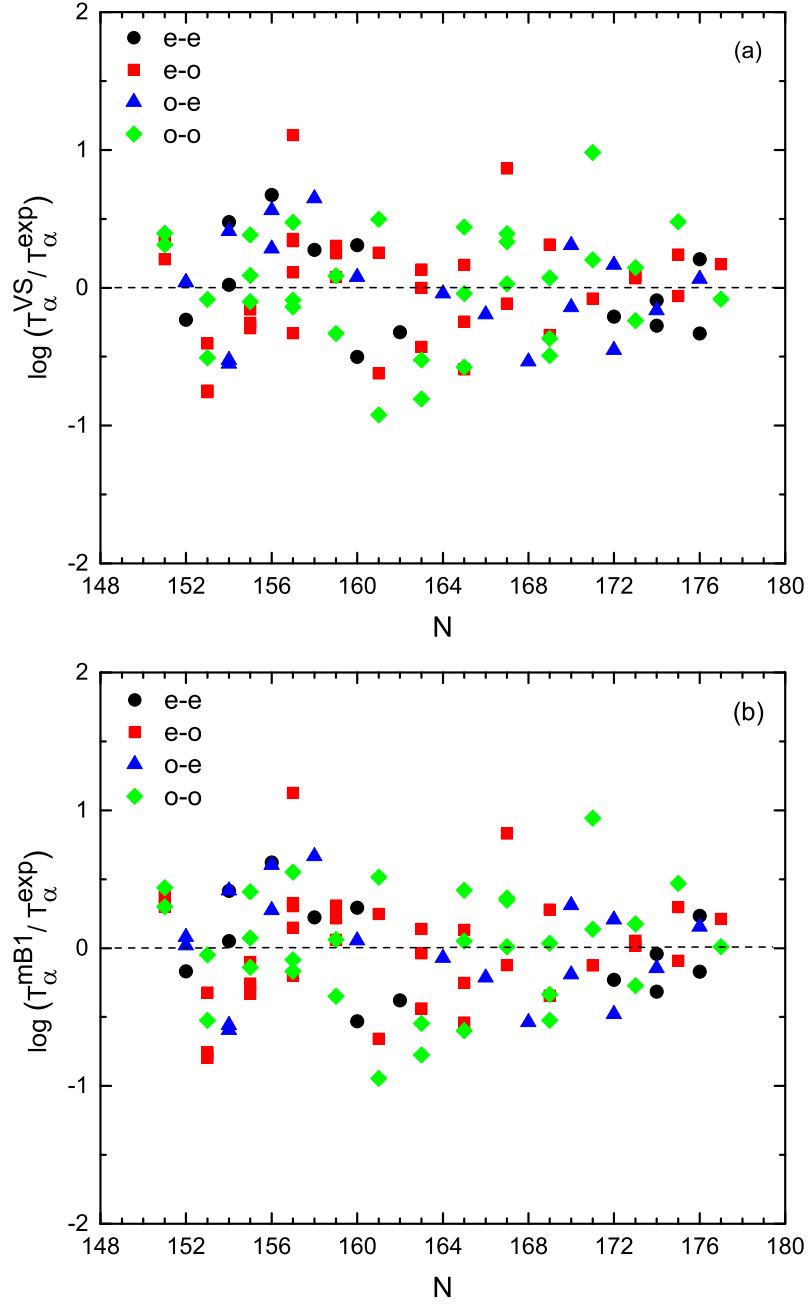 2
1
0
-1
-2
148
152
156
160
164
168
172
176
180
N
log (T_α^VS / T_α^exp)
e-e
e-o
o-e
o-o
(a)
2
1
0
-1
-2
148
152
156
160
164
168
172
176
180
N
log (T_α^mB1 / T_α^exp)
e-e
e-o
o-e
o-o
(b)